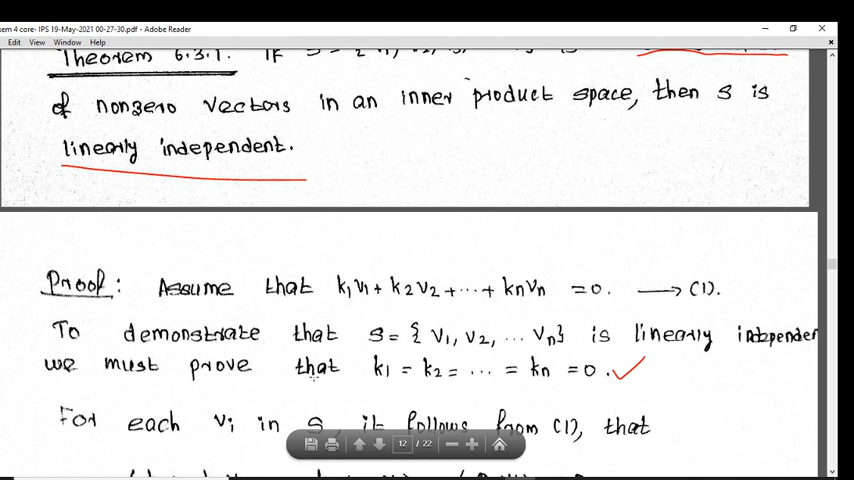 sem 4 core- IPS 19-May-2021 00-27-30.pdf - Adobe Reader
Edit View Window Help
Theorem 6.3.1. If S = { v1, v2,
of nonzero vectors in an inner product space, then S is
linearly independent.
Proof: Assume that k1v1 + k2v2 + ... + knvn = 0. → (1).
To demonstrate that S = { v1, v2, ... vn} is linearly independen
we must prove that k1 = k2 = ... = kn = 0. ✓
For each vi in S, it follows from (1), that
12 / 22